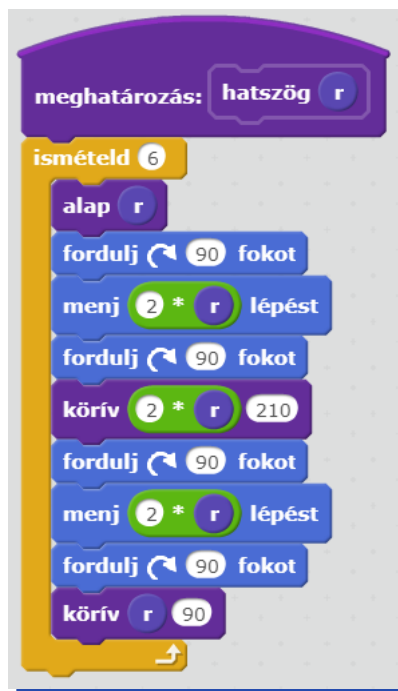 meghatározás: hatszög r
ismételd 6
alap r
fordulj 90 fokot
menj 2 * r lépést
fordulj 90 fokot
körív 2 * r 210
fordulj 90 fokot
menj 2 * r lépést
fordulj 90 fokot
körív r 90